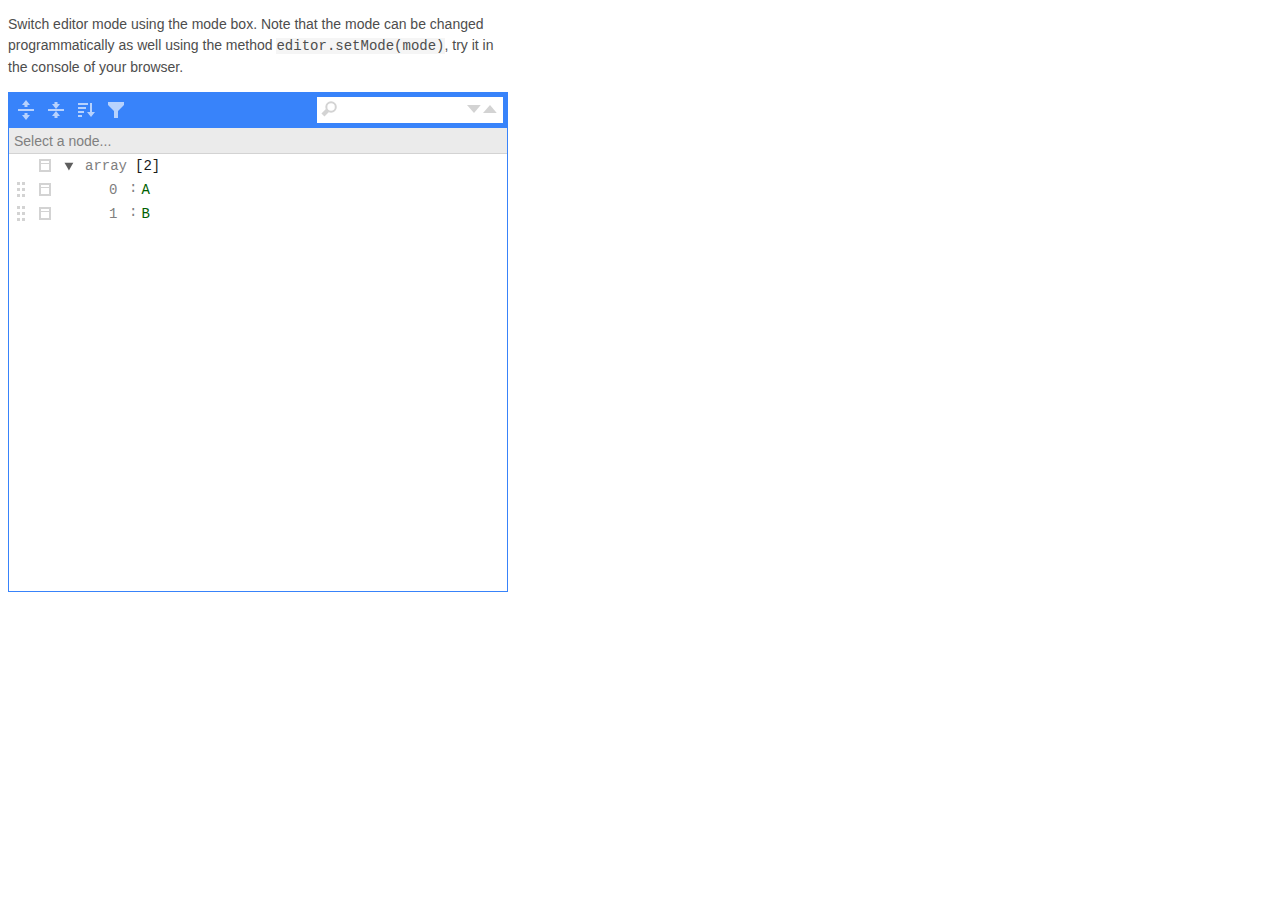 Switch editor mode using the mode box. Note that the mode can be changed
programmatically as well using the method editor.setMode(mode), try it in
the console of your browser.
Select a node...
array [2]
0 : A
1 : B